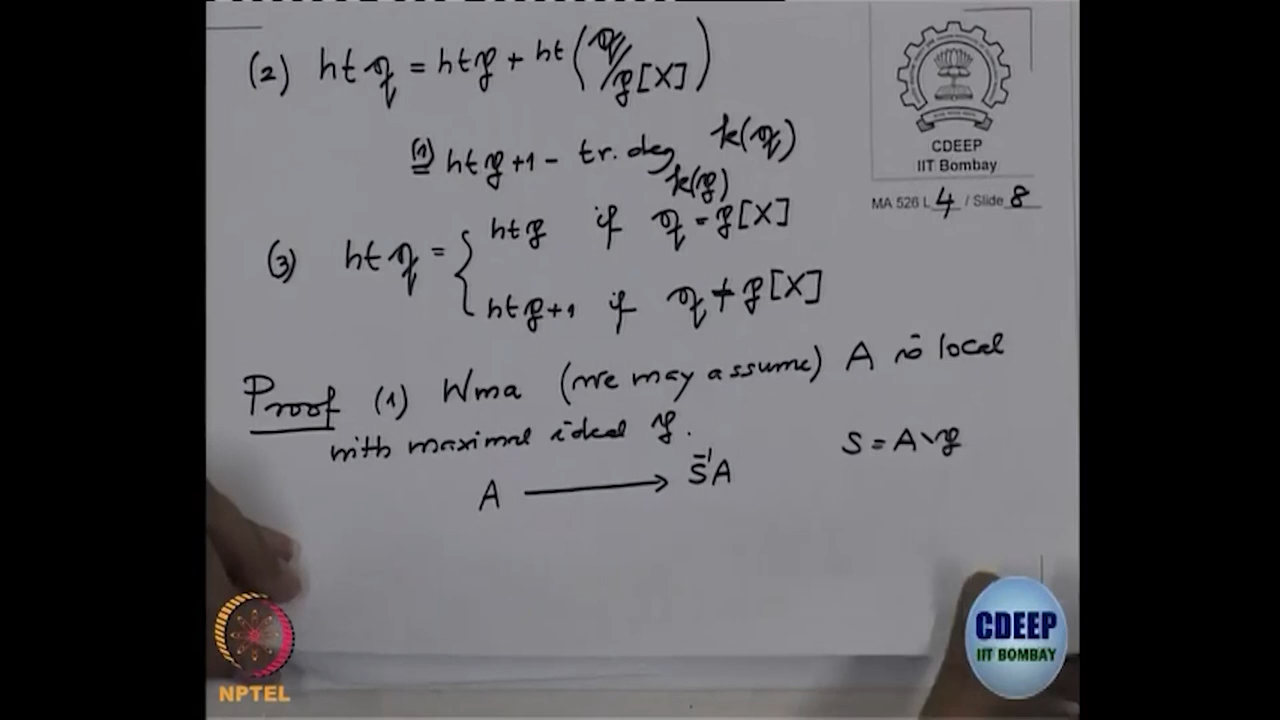 (2) ht 𝔮 = ht 𝔭 + ht (𝔮/𝔭[X])
(1) = ht 𝔭 + 1 - tr. deg k(𝔭) k(𝔮)
(3) ht 𝔮 = { ht 𝔭 if 𝔮 = 𝔭[X]
ht 𝔭 + 1 if 𝔮 ≠ 𝔭[X]
Proof (1) Wma (we may assume) A is local
with maximal ideal 𝔭.
S = A \ 𝔭
A ⟶ S⁻¹A
CDEEP
IIT Bombay
MA 526 L 4 / Slide 8
NPTEL
CDEEP
IIT BOMBAY